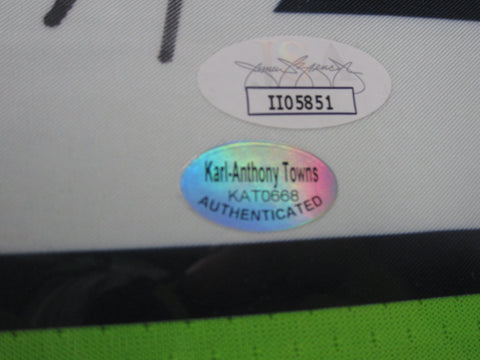 II05851
Karl-Anthony Towns
KAT0668
AUTHENTICATED